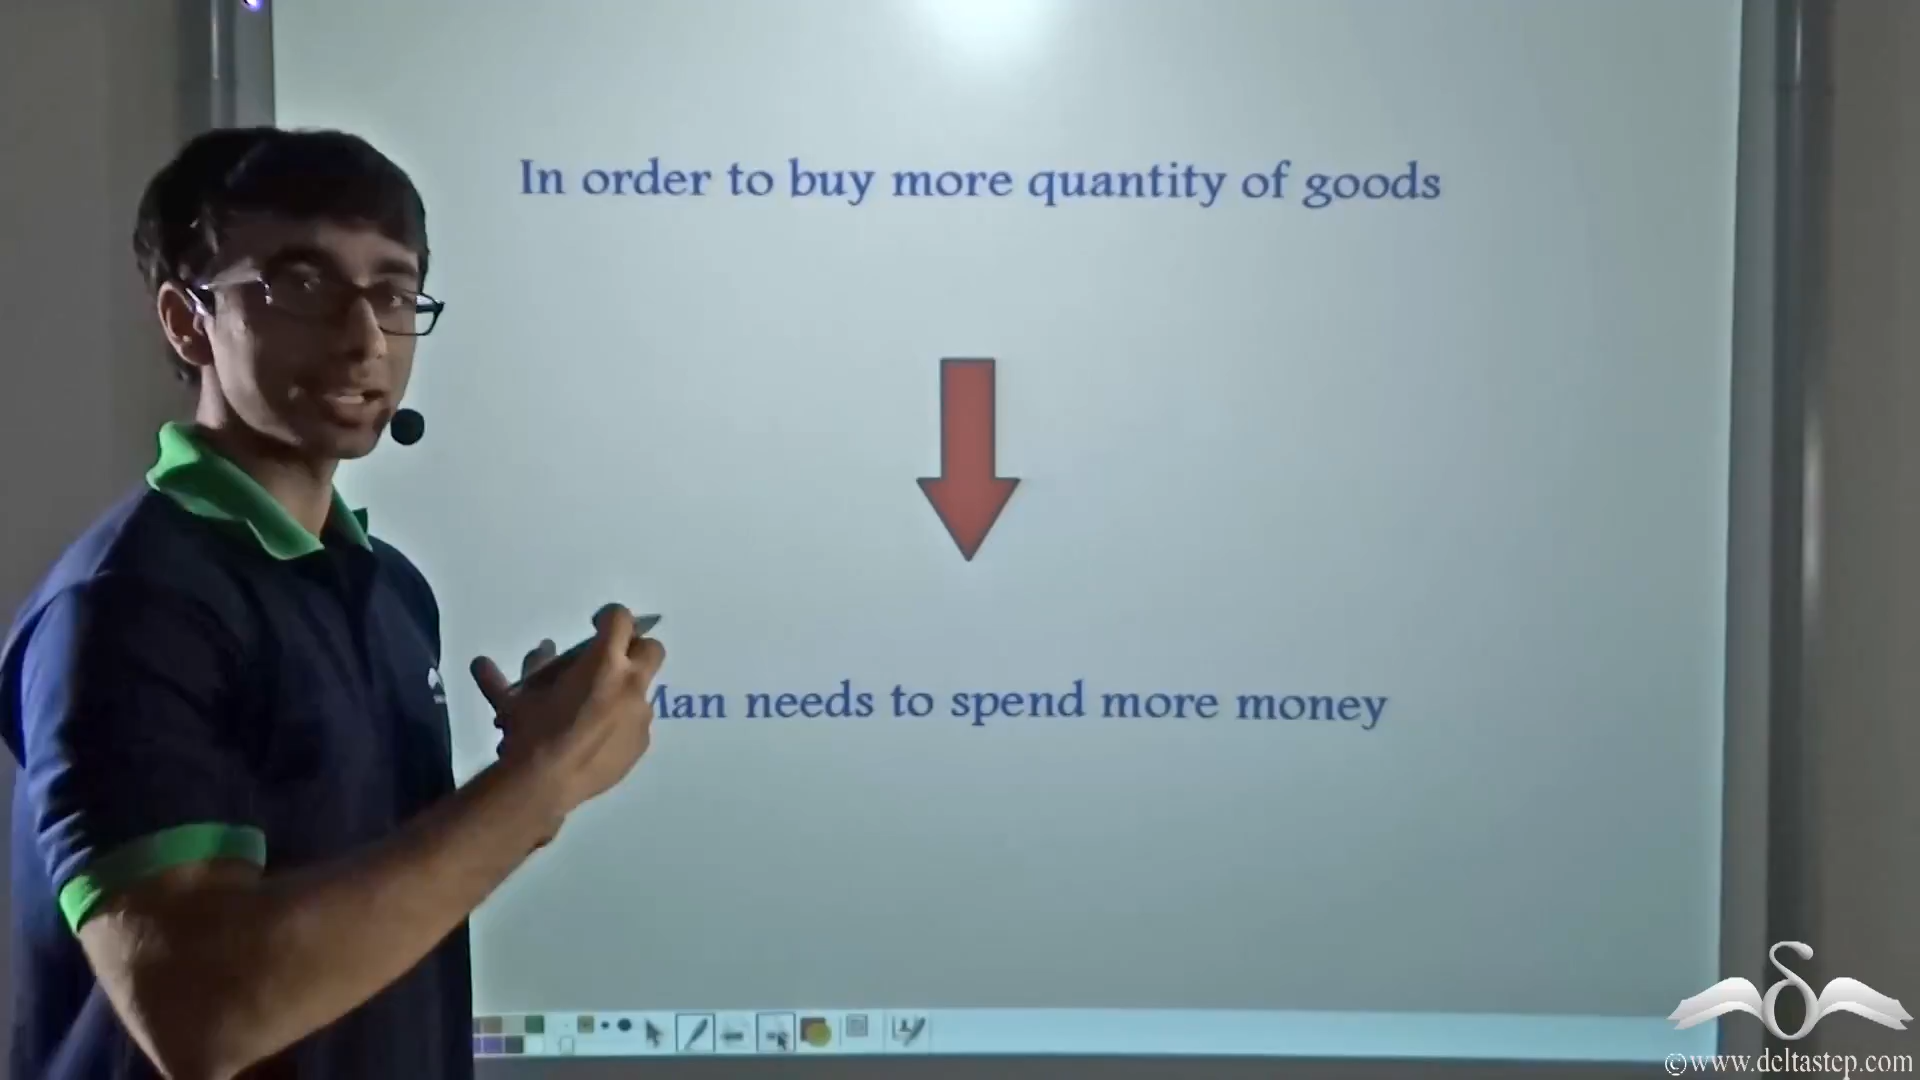 In order to buy more quantity of goods
Man needs to spend more money
©www.deltastep.com